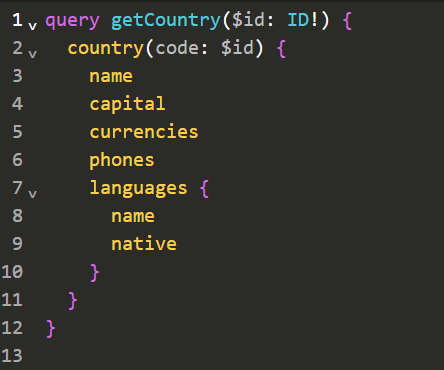 1 query getCountry($id: ID!) {
2 country(code: $id) {
3 name
4 capital
5 currencies
6 phones
7 languages {
8 name
9 native
10 }
11 }
12 }
13